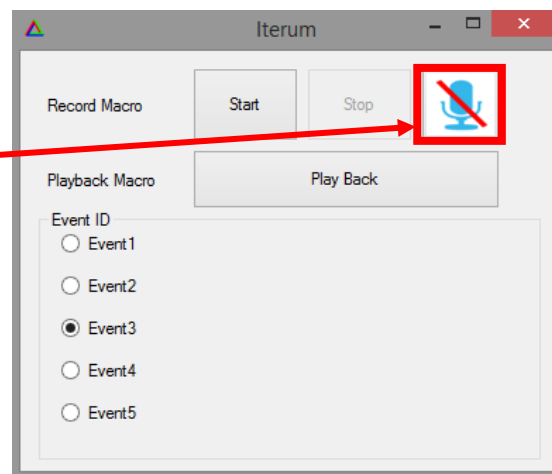 Iterum
Record Macro Start Stop
Playback Macro Play Back
Event ID
Event1
Event2
Event3
Event4
Event5